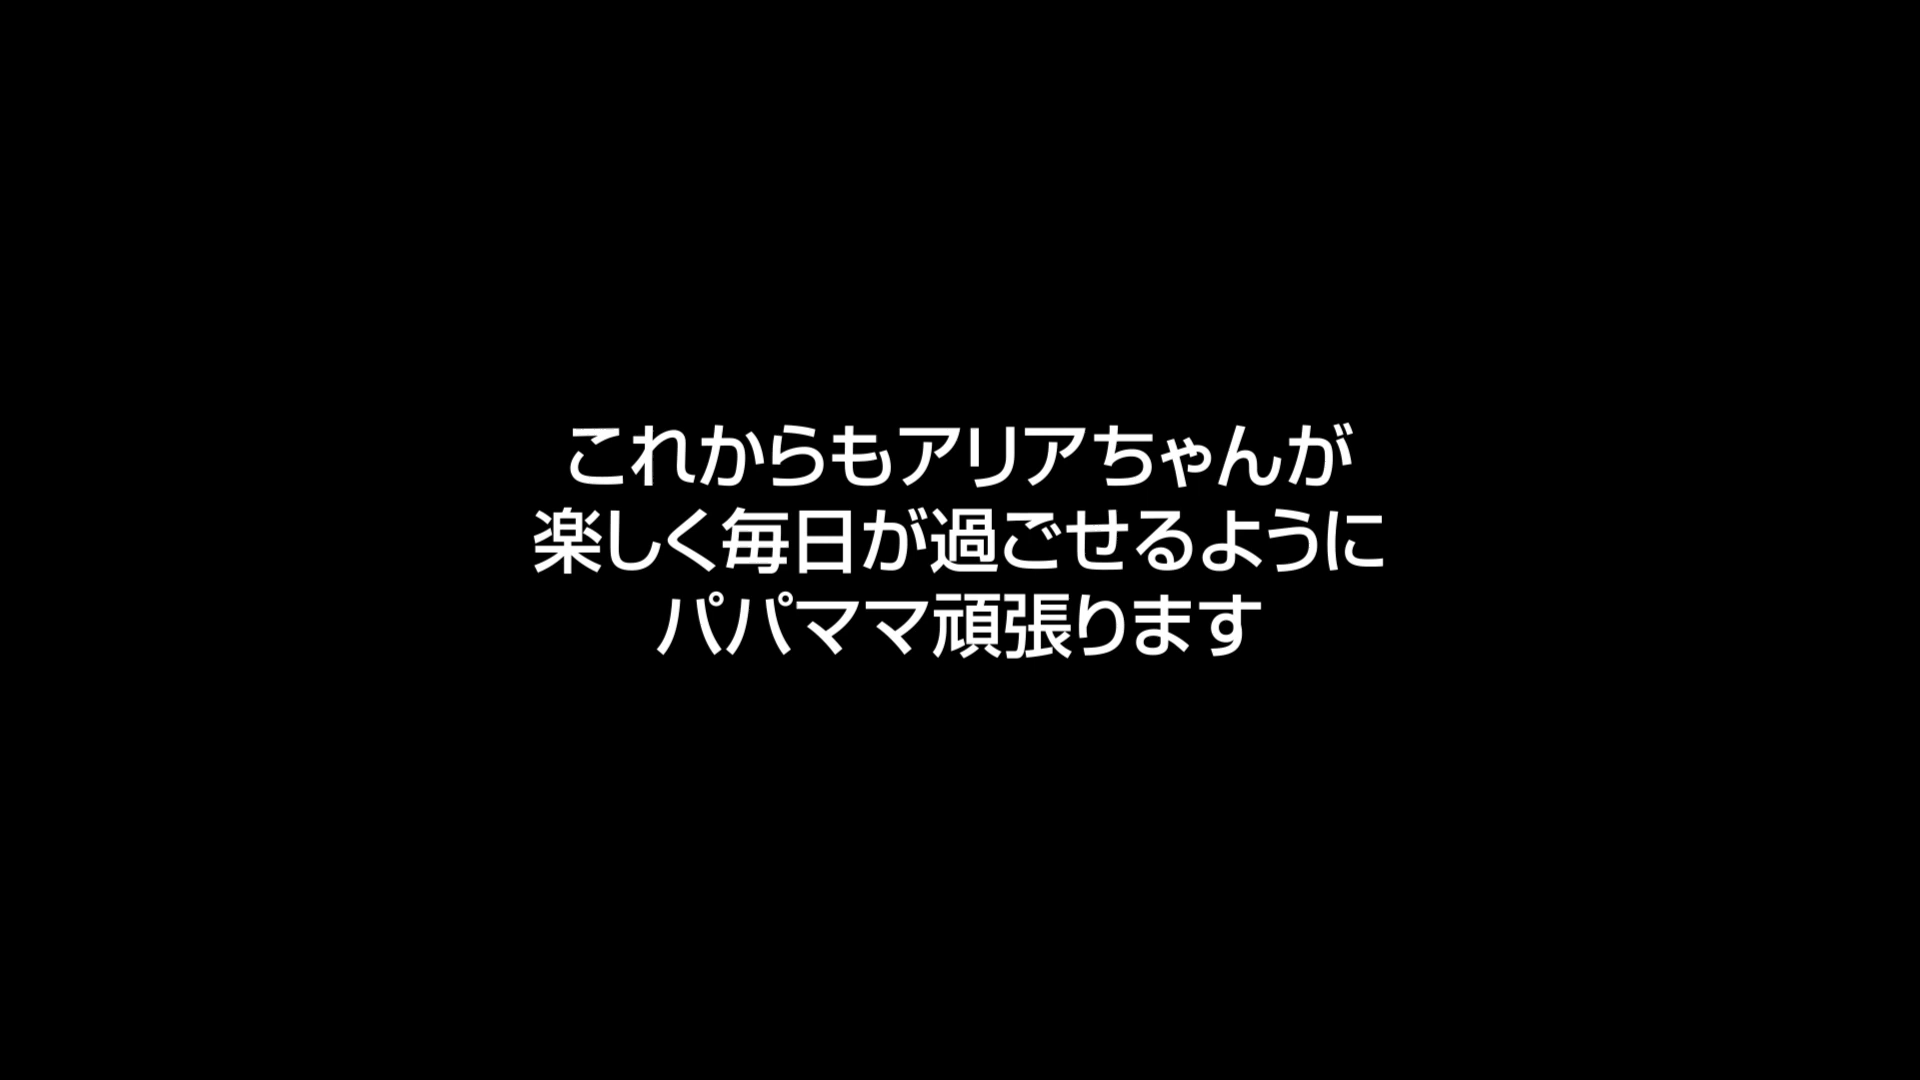 これからもアリアちゃんが
楽しく毎日が過ごせるように
パパママ頑張ります